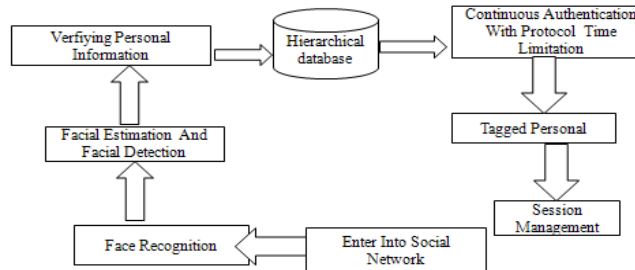 Verfiying Personal
Information
Hierarchical
database
Continuous Authentication
With Protocol Time
Limitation
Facial Estimation And
Facial Detection
Tagged Personal
Session
Management
Face Recognition
Enter Into Social
Network